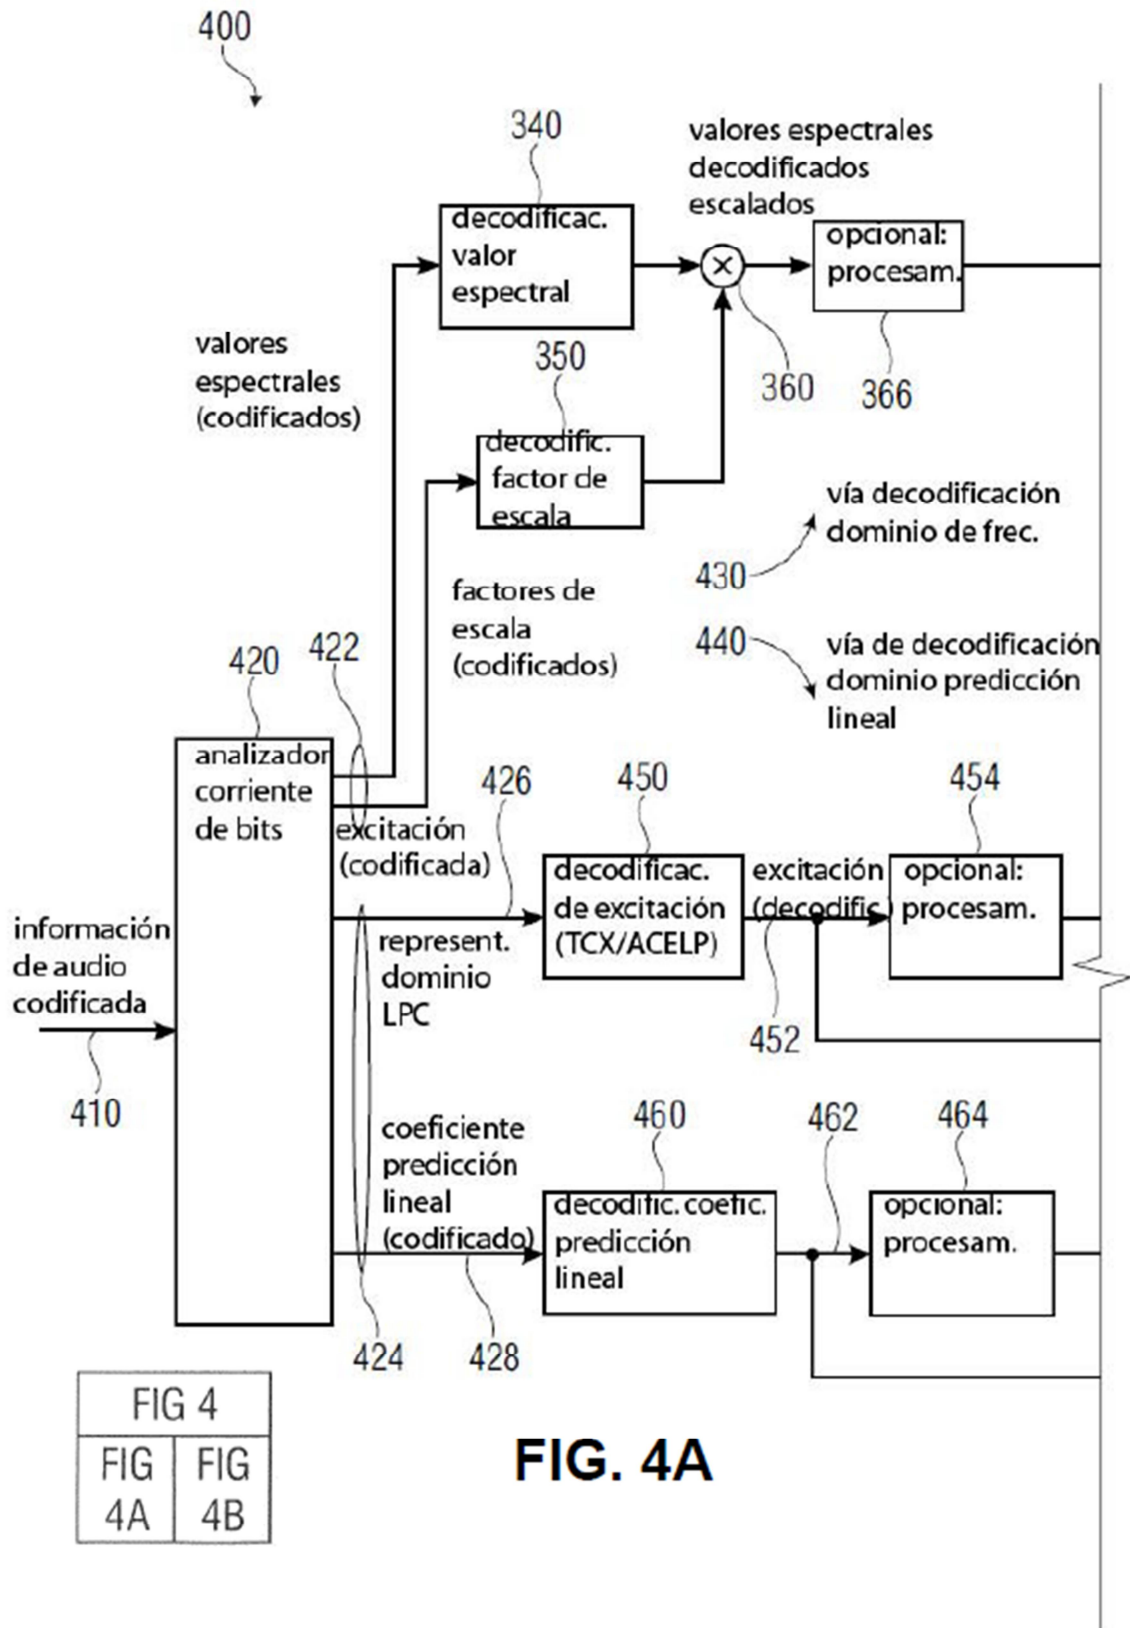 400
340
decodificac.
valor
espectral
valores espectrales
decodificados
escalados
opcional:
procesam.
360
366
valores
espectrales
(codificados)
350
decodific.
factor de
escala
vía decodificación
dominio de frec.
430
factores de
escala
(codificados)
440
vía de decodificación
dominio predicción
lineal
420
422
analizador
corriente
de bits
excitación
(codificada)
426
450
454
decodificac.
de excitación
(TCX/ACELP)
excitación
(decodific.)
opcional:
procesam.
información
de audio
codificada
410
represent.
dominio
LPC
452
coeficiente
predicción
lineal
(codificado)
460
462
464
decodific. coefic.
predicción
lineal
opcional:
procesam.
424
428
FIG 4
FIG
4A
FIG
4B
FIG. 4A